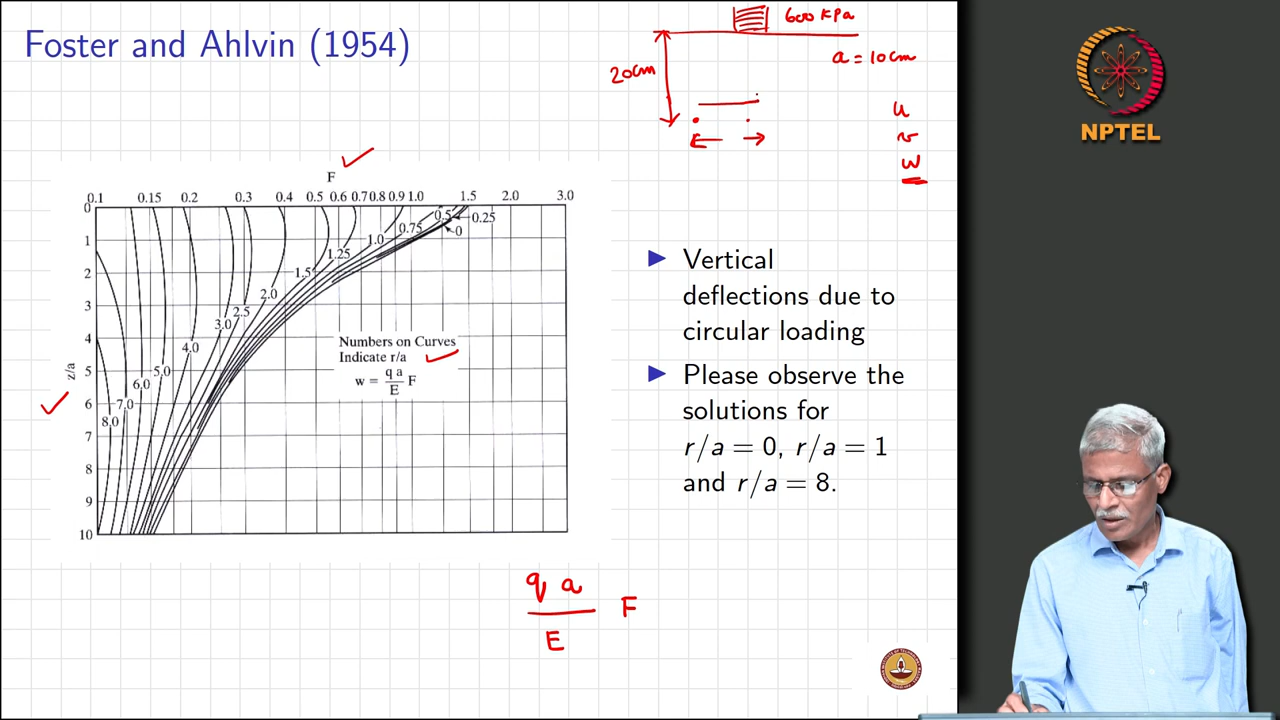 Foster and Ahlvin (1954)
600 kPa
a = 10cm
20cm
u
v
w
NPTEL
F
0.1 0.15 0.2 0.3 0.4 0.5 0.6 0.7 0.8 0.9 1.0 1.5 2.0 3.0
0
1
2
3
4
5
6
7
8
9
10
z/a
0.5
0.25
0
0.75
1.0
1.25
1.5
2.0
2.5
3.0
4.0
5.0
6.0
7.0
8.0
Numbers on Curves
Indicate r/a
w = q a / E F
Vertical
deflections due to
circular loading
Please observe the
solutions for
r/a = 0, r/a = 1
and r/a = 8.
q a
E
F